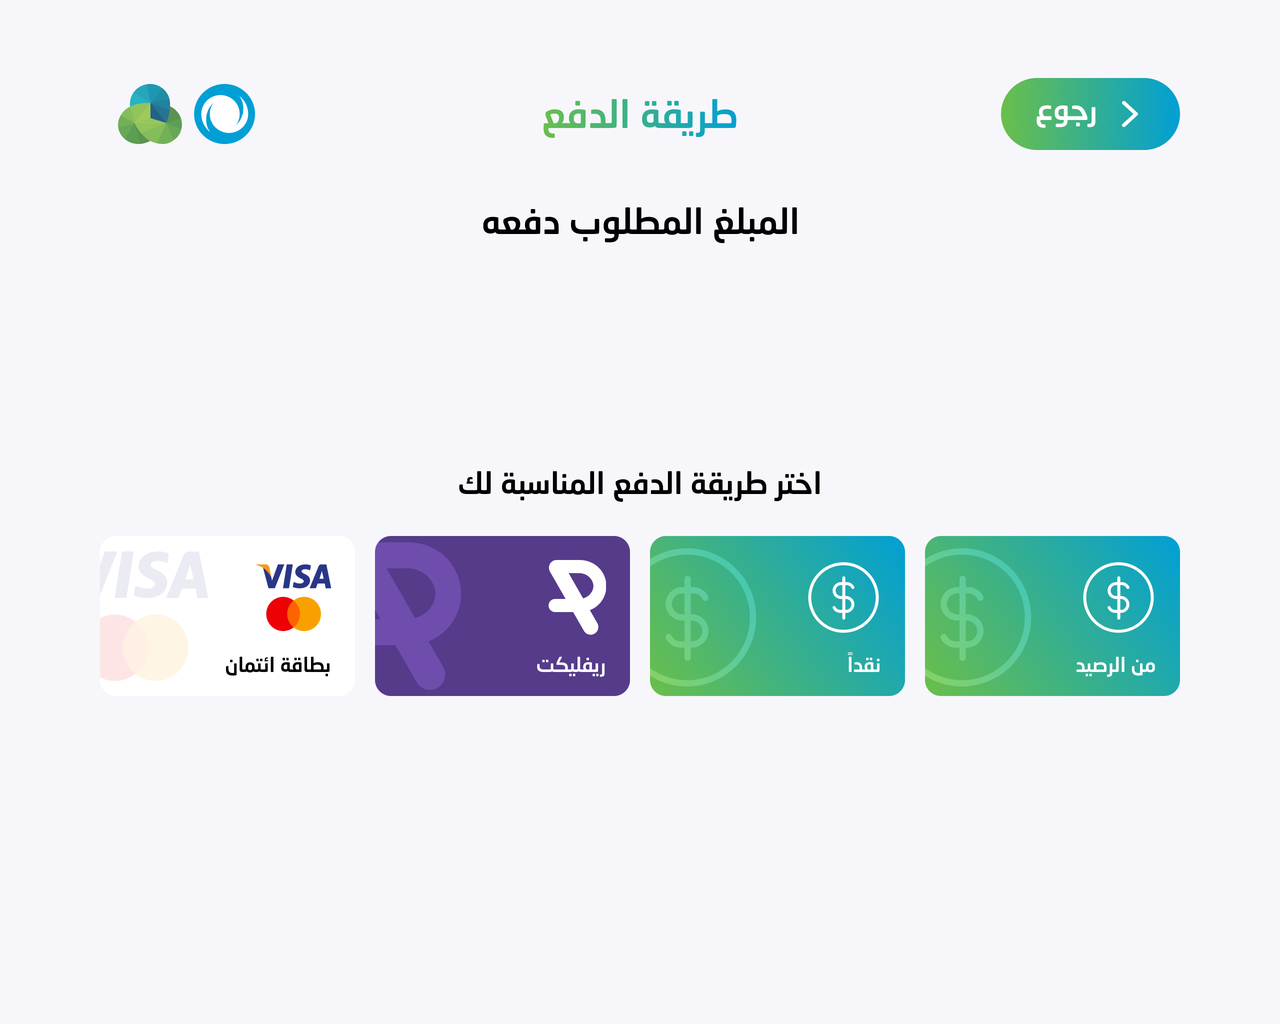 رجوع
طريقة الدفع
المبلغ المطلوب دفعه
اختر طريقة الدفع المناسبة لك
$
$
من الرصيد
$
$
نقداً
ريفليكت
VISA
VISA
بطاقة ائتمان